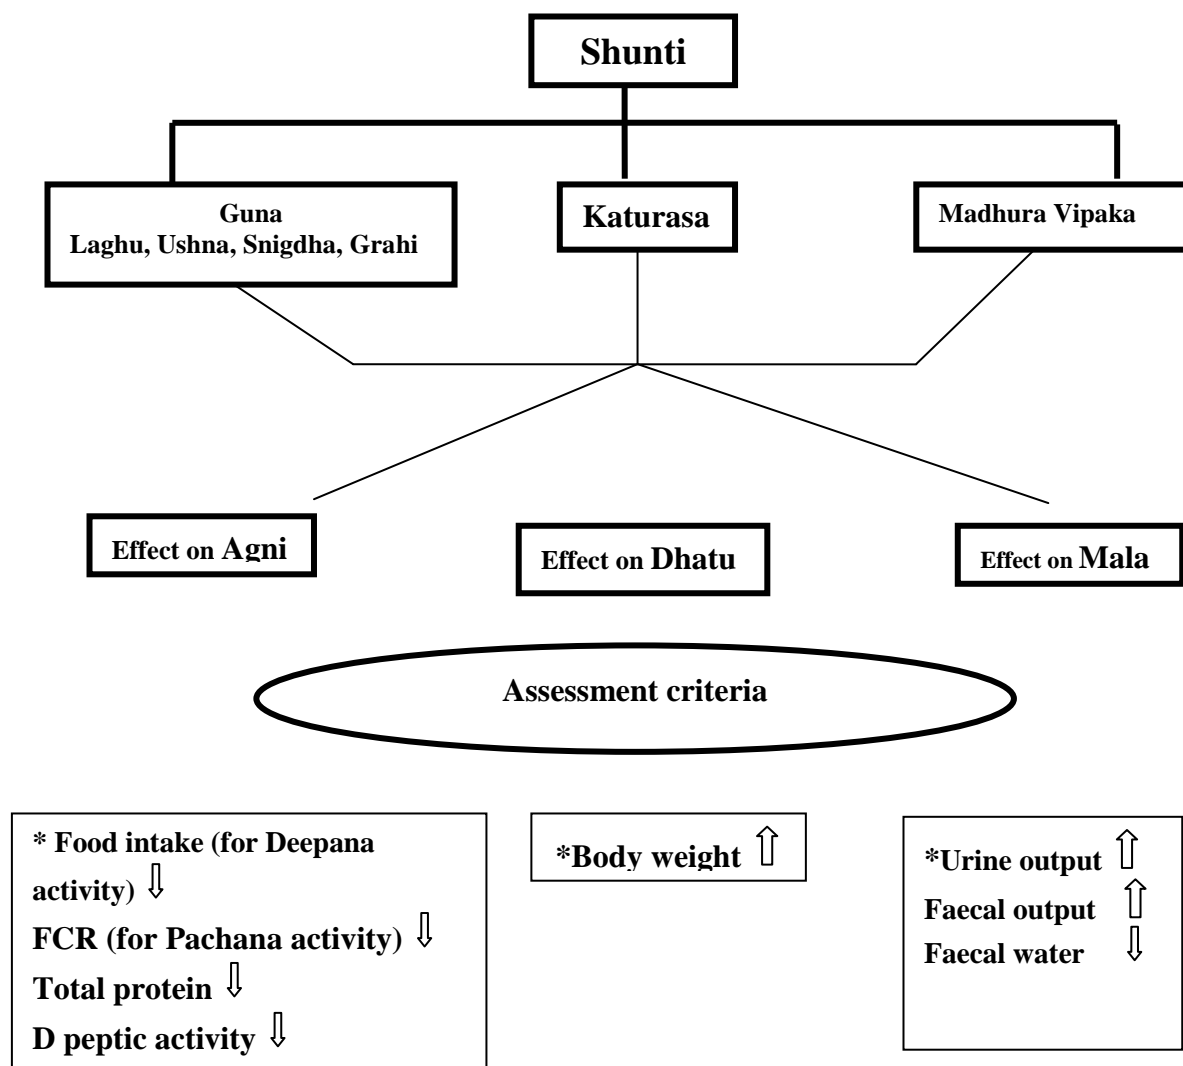 Shunti
Guna
Laghu, Ushna, Snigdha, Grahi
Katurasa
Madhura Vipaka
Effect on Agni
Effect on Dhatu
Effect on Mala
Assessment criteria
* Food intake (for Deepana
activity) ⇩
FCR (for Pachana activity) ⇩
Total protein ⇩
D peptic activity ⇩
*Body weight ⇧
*Urine output ⇧
Faecal output ⇧
Faecal water ⇩